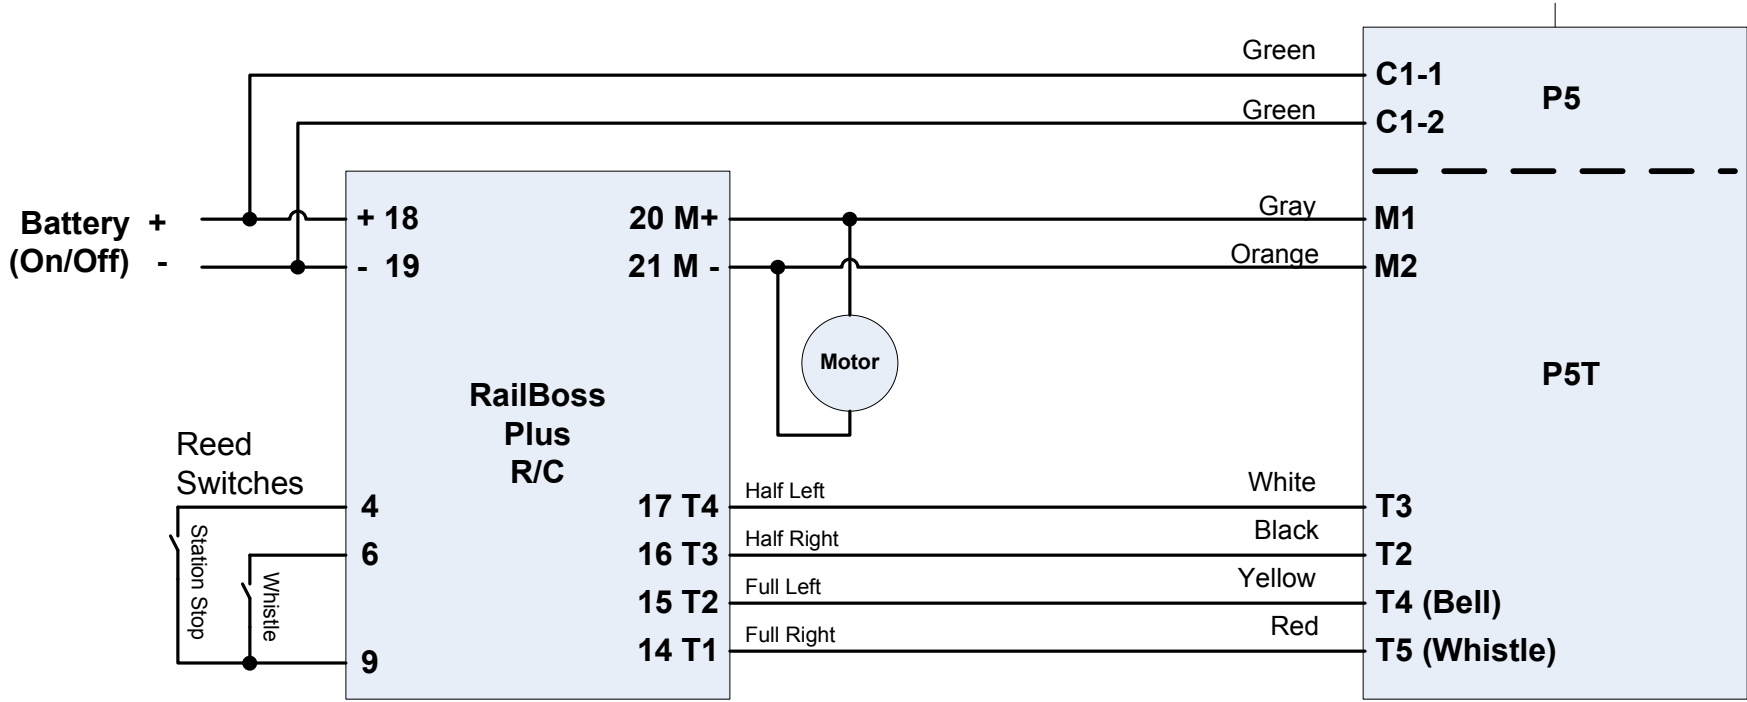 Green
C1-1
P5
Green
C1-2
Battery +
(On/Off) -
+ 18
- 19
20 M+
21 M -
Gray
M1
Orange
M2
Motor
P5T
RailBoss
Plus
R/C
Reed
Switches
4
6
9
Station Stop
Whistle
17 T4
Half Left
White
T3
16 T3
Half Right
Black
T2
15 T2
Full Left
Yellow
T4 (Bell)
14 T1
Full Right
Red
T5 (Whistle)